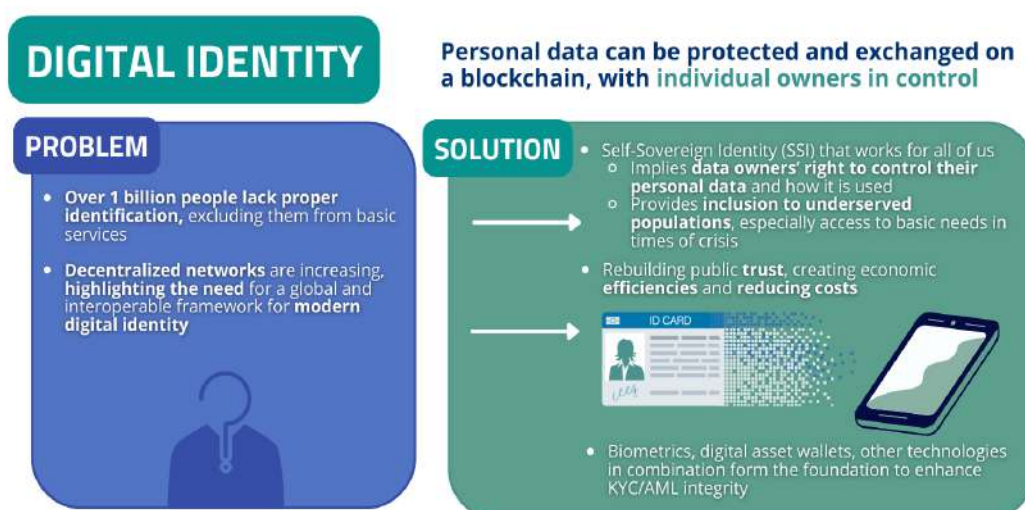 DIGITAL IDENTITY
Personal data can be protected and exchanged on
a blockchain, with individual owners in control
PROBLEM
• Over 1 billion people lack proper
identification, excluding them from basic
services
• Decentralized networks are increasing,
highlighting the need for a global and
interoperable framework for modern
digital identity
SOLUTION
• Self-Sovereign Identity (SSI) that works for all of us
○ Implies data owners' right to control their
personal data and how it is used
○ Provides inclusion to underserved
populations, especially access to basic needs in
times of crisis
• Rebuilding public trust, creating economic
efficiencies and reducing costs
ID CARD
• Biometrics, digital asset wallets, other technologies
in combination form the foundation to enhance
KYC/AML integrity